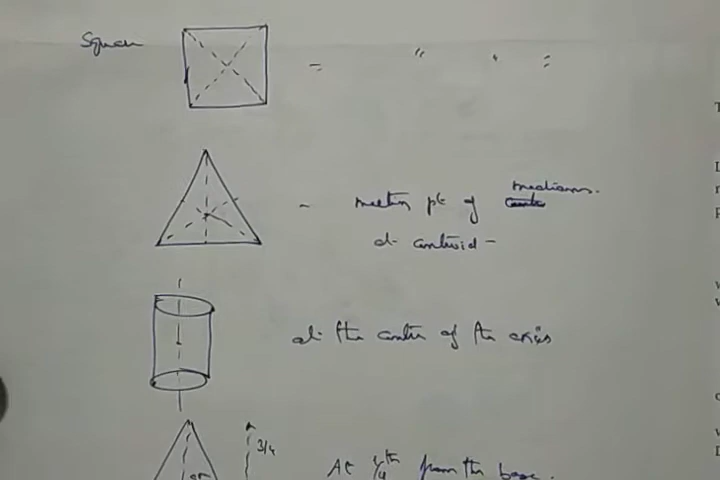 Square
= " " =
- meeting pt of medians.
at centroid -
at the centre of the axis
3/4
At 1/4th from the base.